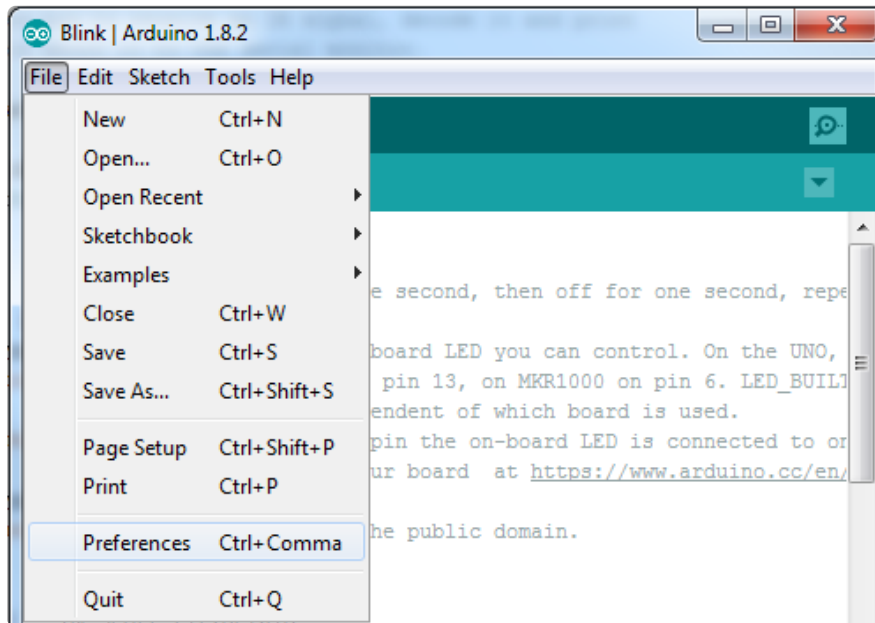 Blink | Arduino 1.8.2
File Edit Sketch Tools Help
New Ctrl+N
Open... Ctrl+O
Open Recent
Sketchbook
Examples
Close Ctrl+W
Save Ctrl+S
Save As... Ctrl+Shift+S
Page Setup Ctrl+Shift+P
Print Ctrl+P
Preferences Ctrl+Comma
Quit Ctrl+Q
e second, then off for one second, repe
board LED you can control. On the UNO,
pin 13, on MKR1000 on pin 6. LED_BUILT
endent of which board is used.
pin the on-board LED is connected to on
ur board at https://www.arduino.cc/en/
he public domain.